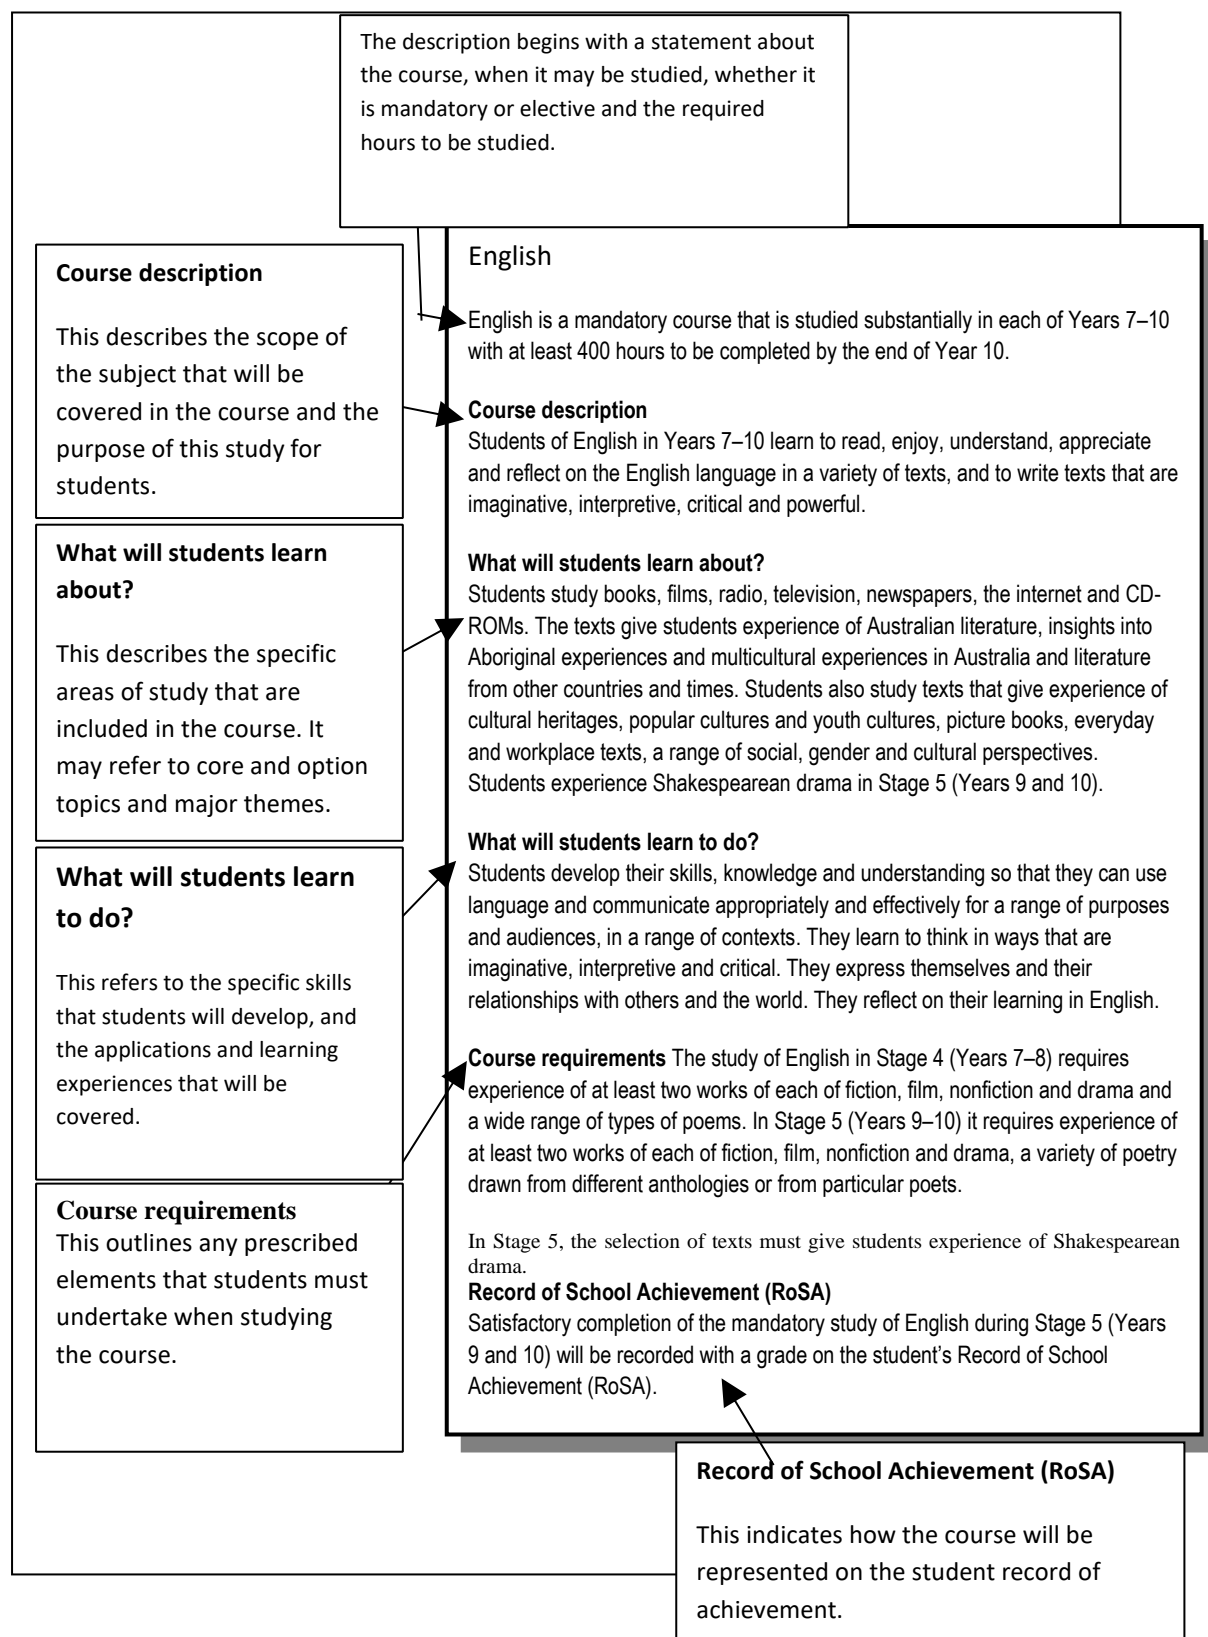 The description begins with a statement about
the course, when it may be studied, whether it
is mandatory or elective and the required
hours to be studied.
Course description
This describes the scope of
the subject that will be
covered in the course and the
purpose of this study for
students.
What will students learn
about?
This describes the specific
areas of study that are
included in the course. It
may refer to core and option
topics and major themes.
What will students learn
to do?
This refers to the specific skills
that students will develop, and
the applications and learning
experiences that will be
covered.
Course requirements
This outlines any prescribed
elements that students must
undertake when studying
the course.
English
English is a mandatory course that is studied substantially in each of Years 7–10
with at least 400 hours to be completed by the end of Year 10.
Course description
Students of English in Years 7–10 learn to read, enjoy, understand, appreciate
and reflect on the English language in a variety of texts, and to write texts that are
imaginative, interpretive, critical and powerful.
What will students learn about?
Students study books, films, radio, television, newspapers, the internet and CD-
ROMs. The texts give students experience of Australian literature, insights into
Aboriginal experiences and multicultural experiences in Australia and literature
from other countries and times. Students also study texts that give experience of
cultural heritages, popular cultures and youth cultures, picture books, everyday
and workplace texts, a range of social, gender and cultural perspectives.
Students experience Shakespearean drama in Stage 5 (Years 9 and 10).
What will students learn to do?
Students develop their skills, knowledge and understanding so that they can use
language and communicate appropriately and effectively for a range of purposes
and audiences, in a range of contexts. They learn to think in ways that are
imaginative, interpretive and critical. They express themselves and their
relationships with others and the world. They reflect on their learning in English.
Course requirements The study of English in Stage 4 (Years 7–8) requires
experience of at least two works of each of fiction, film, nonfiction and drama and
a wide range of types of poems. In Stage 5 (Years 9–10) it requires experience of
at least two works of each of fiction, film, nonfiction and drama, a variety of poetry
drawn from different anthologies or from particular poets.
In Stage 5, the selection of texts must give students experience of Shakespearean
drama.
Record of School Achievement (RoSA)
Satisfactory completion of the mandatory study of English during Stage 5 (Years
9 and 10) will be recorded with a grade on the student’s Record of School
Achievement (RoSA).
Record of School Achievement (RoSA)
This indicates how the course will be
represented on the student record of
achievement.